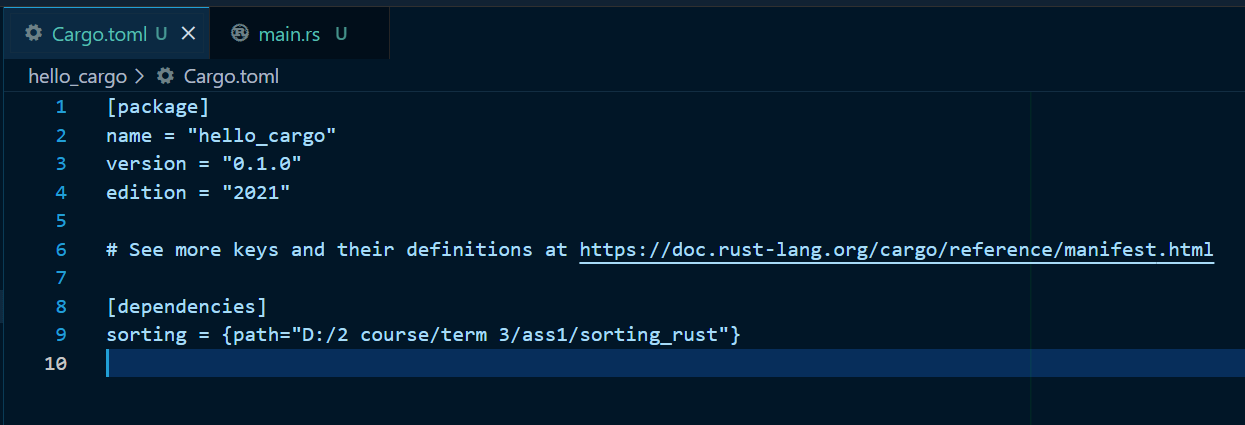 Cargo.toml U
main.rs U
hello_cargo > Cargo.toml
1 [package]
2 name = "hello_cargo"
3 version = "0.1.0"
4 edition = "2021"
5
6 # See more keys and their definitions at https://doc.rust-lang.org/cargo/reference/manifest.html
7
8 [dependencies]
9 sorting = {path="D:/2 course/term 3/ass1/sorting_rust"}
10